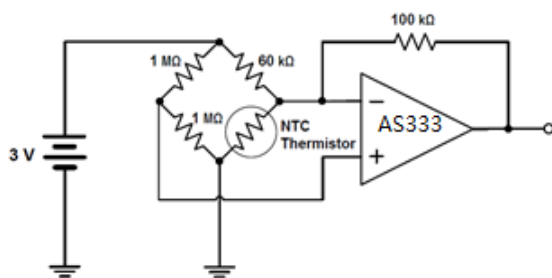 100 kΩ
1 MΩ
60 kΩ
1 MΩ
NTC
Thermistor
−
AS333
+
3 V